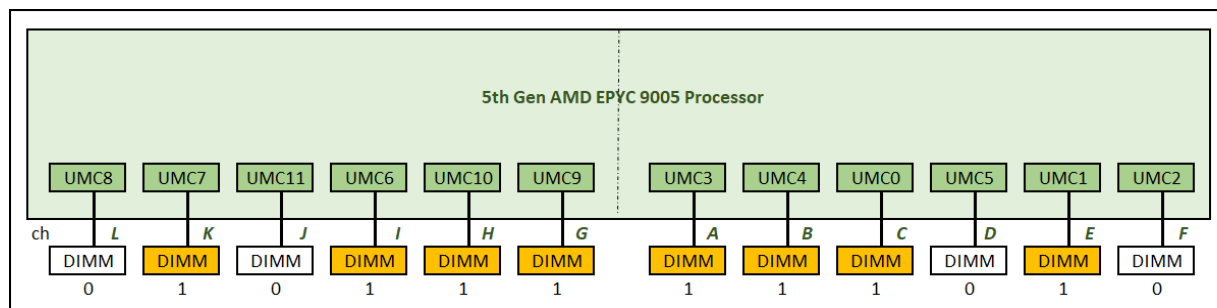 5th Gen AMD EPYC 9005 Processor
UMC8 UMC7 UMC11 UMC6 UMC10 UMC9 UMC3 UMC4 UMC0 UMC5 UMC1 UMC2
ch L K J I H G A B C D E F
DIMM DIMM DIMM DIMM DIMM DIMM DIMM DIMM DIMM DIMM DIMM DIMM
0 1 0 1 1 1 1 1 1 0 1 0